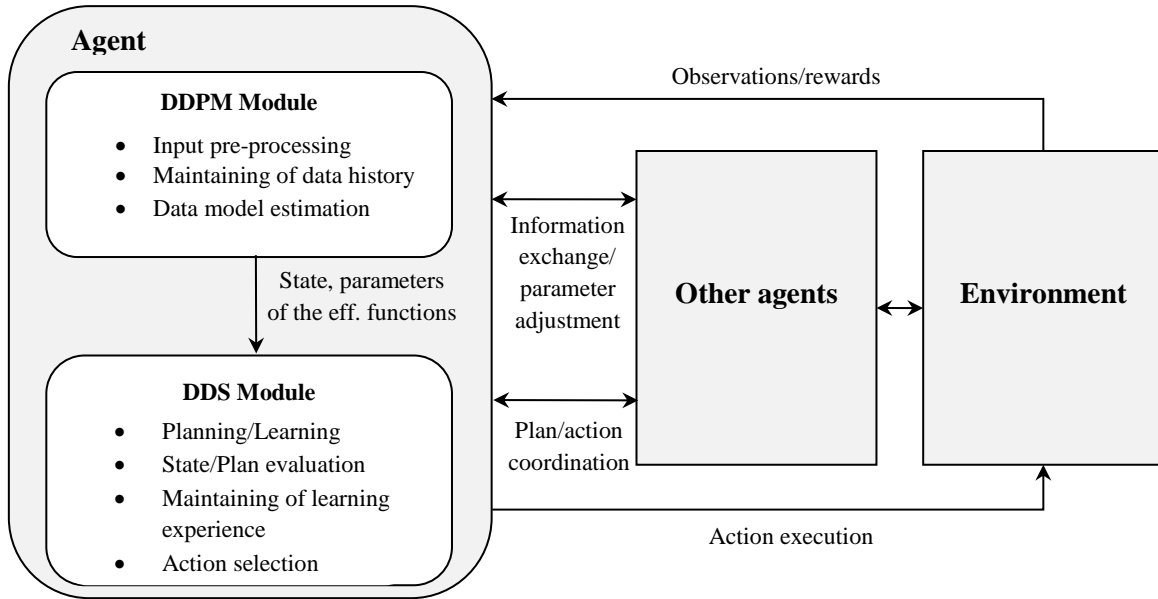 Agent
DDPM Module
• Input pre-processing
• Maintaining of data history
• Data model estimation
State, parameters
of the eff. functions
DDS Module
• Planning/Learning
• State/Plan evaluation
• Maintaining of learning
experience
• Action selection
Observations/rewards
Information
exchange/
parameter
adjustment
Plan/action
coordination
Other agents
Environment
Action execution